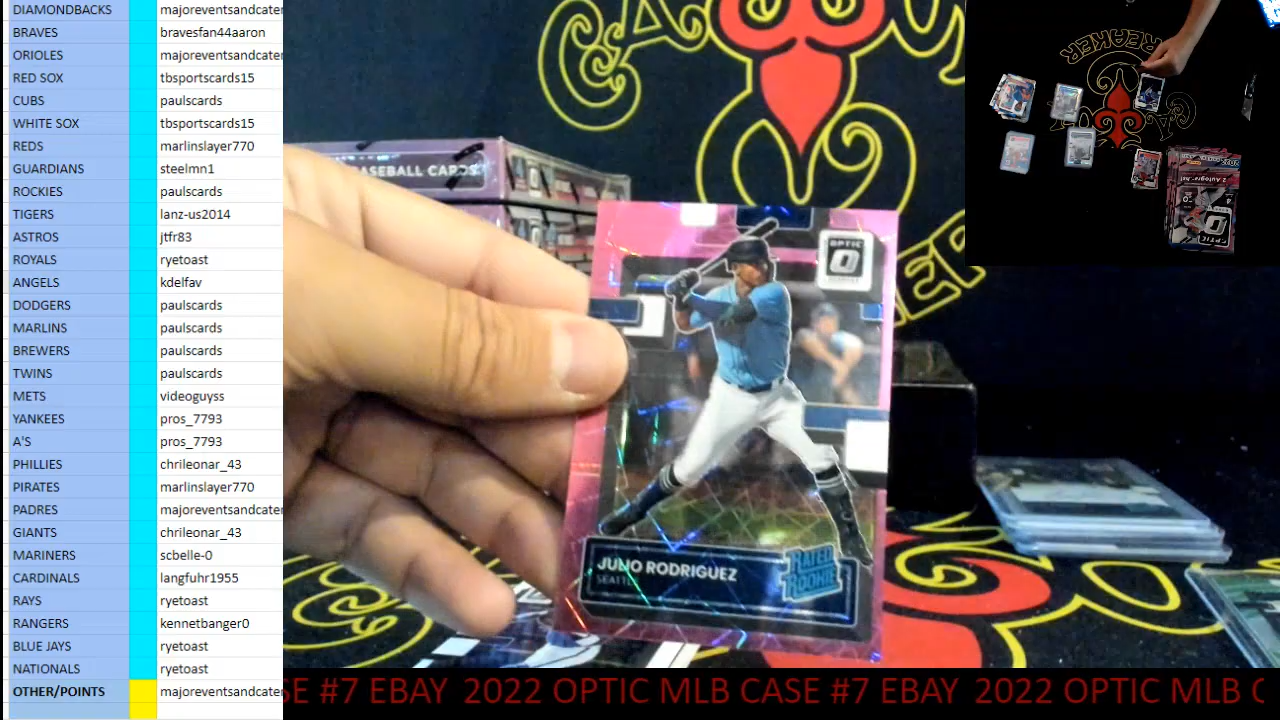 DIAMONDBACKS majoreventsandcater
BRAVES bravesfan44aaron
ORIOLES majoreventsandcater
RED SOX tbsportscards15
CUBS paulscards
WHITE SOX tbsportscards15
REDS marlinslayer770
GUARDIANS steelmn1
ROCKIES paulscards
TIGERS lanz-us2014
ASTROS jtfr83
ROYALS ryetoast
ANGELS kdelfav
DODGERS paulscards
MARLINS paulscards
BREWERS paulscards
TWINS paulscards
METS videoguyss
YANKEES pros_7793
A'S pros_7793
PHILLIES chrileonar_43
PIRATES marlinslayer770
PADRES majoreventsandcater
GIANTS chrileonar_43
MARINERS scbelle-0
CARDINALS langfuhr1955
RAYS ryetoast
RANGERS kennetbanger0
BLUE JAYS ryetoast
NATIONALS ryetoast
OTHER/POINTS majoreventsandcater
BASEBALL CARDS
OPTIC
JULIO RODRIGUEZ
SEATTL
RATED
ROOKIE
REAKER
OPTIC
SE #7 EBAY 2022 OPTIC MLB CASE #7 EBAY 2022 OPTIC MLB C